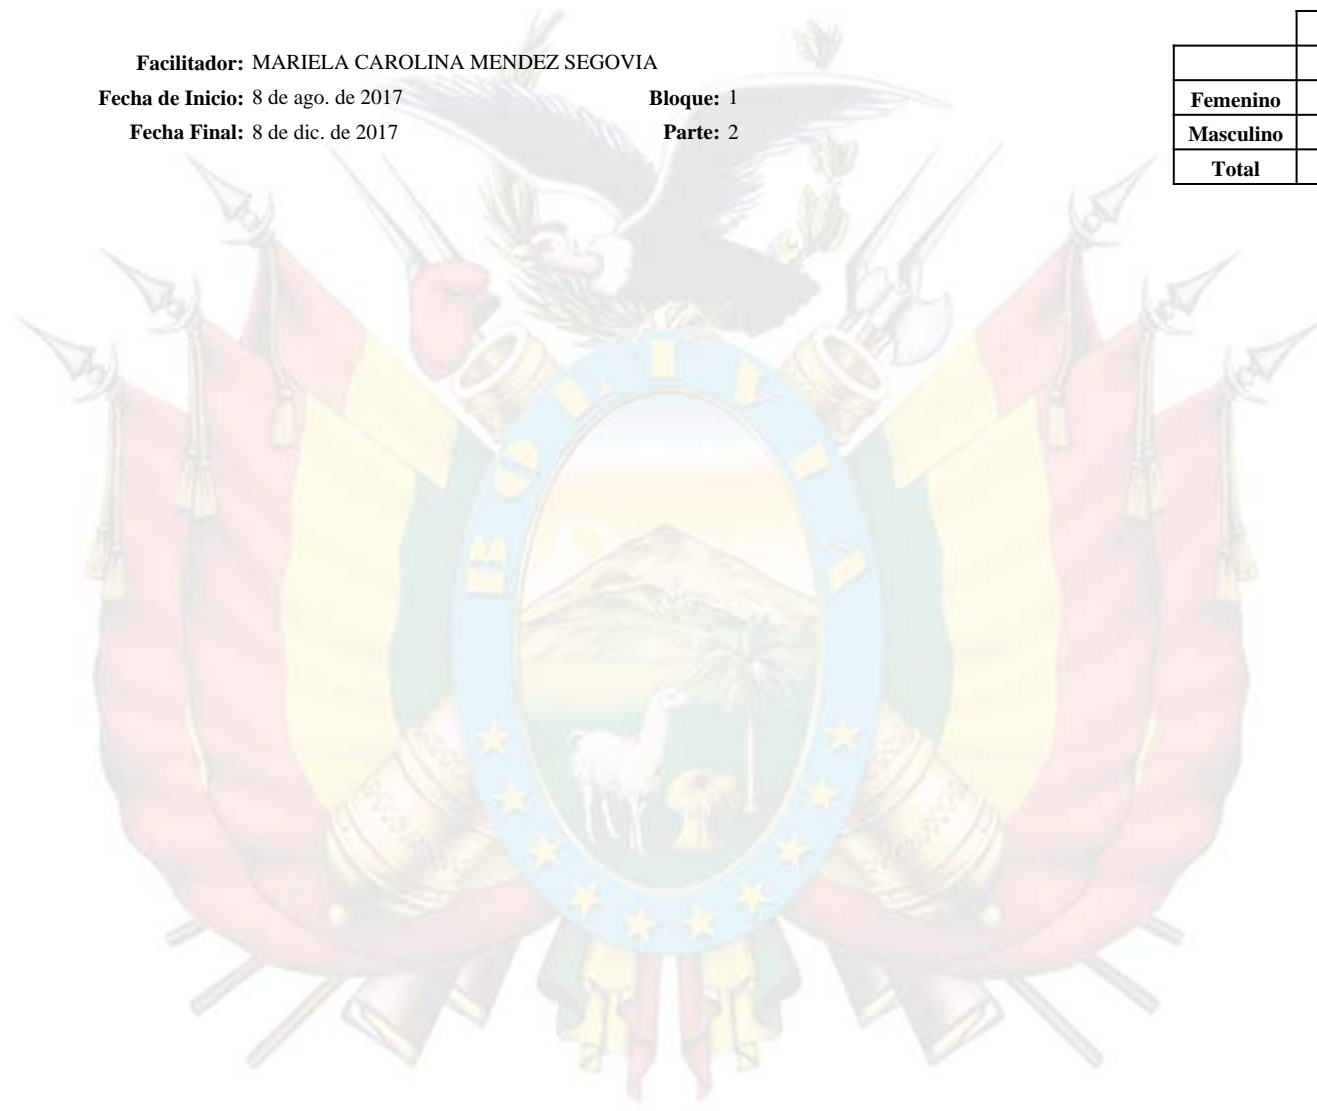 Facilitador: MARIELA CAROLINA MENDEZ SEGOVIA
Fecha de Inicio: 8 de ago. de 2017 Bloque: 1
Fecha Final: 8 de dic. de 2017 Parte: 2
Femenino
Masculino
Total
BOLIVIA